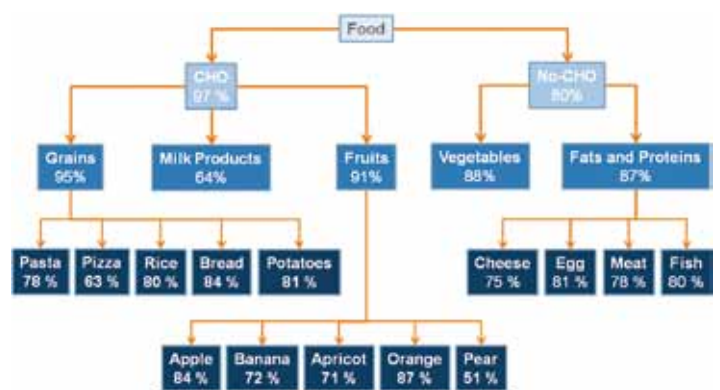 Food
CHO
97 %
No-CHO
80%
Grains
95%
Milk Products
64%
Fruits
91%
Vegetables
88%
Fats and Proteins
87%
Pasta
78 %
Pizza
63 %
Rice
80 %
Bread
84 %
Potatoes
81 %
Cheese
75 %
Egg
81 %
Meat
78 %
Fish
80 %
Apple
84 %
Banana
72 %
Apricot
71 %
Orange
87 %
Pear
51 %